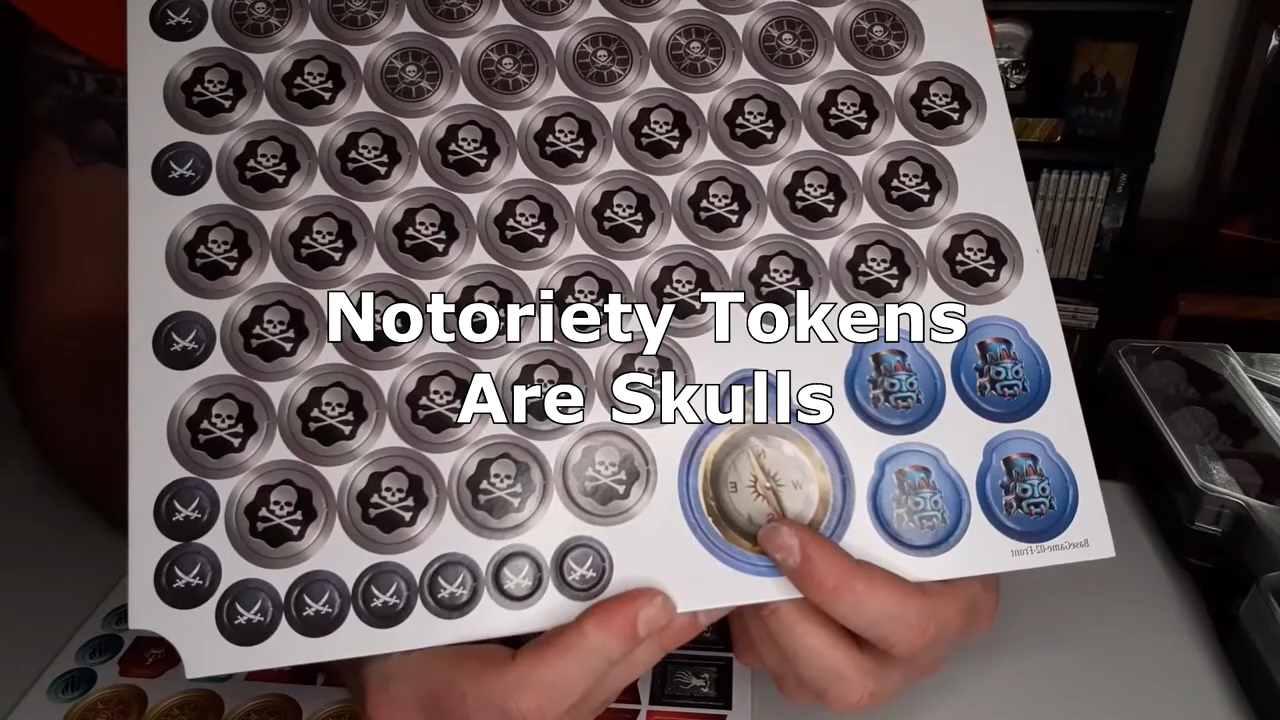 Notoriety Tokens
Are Skulls
N
E W
S
BaseGame-02-Front